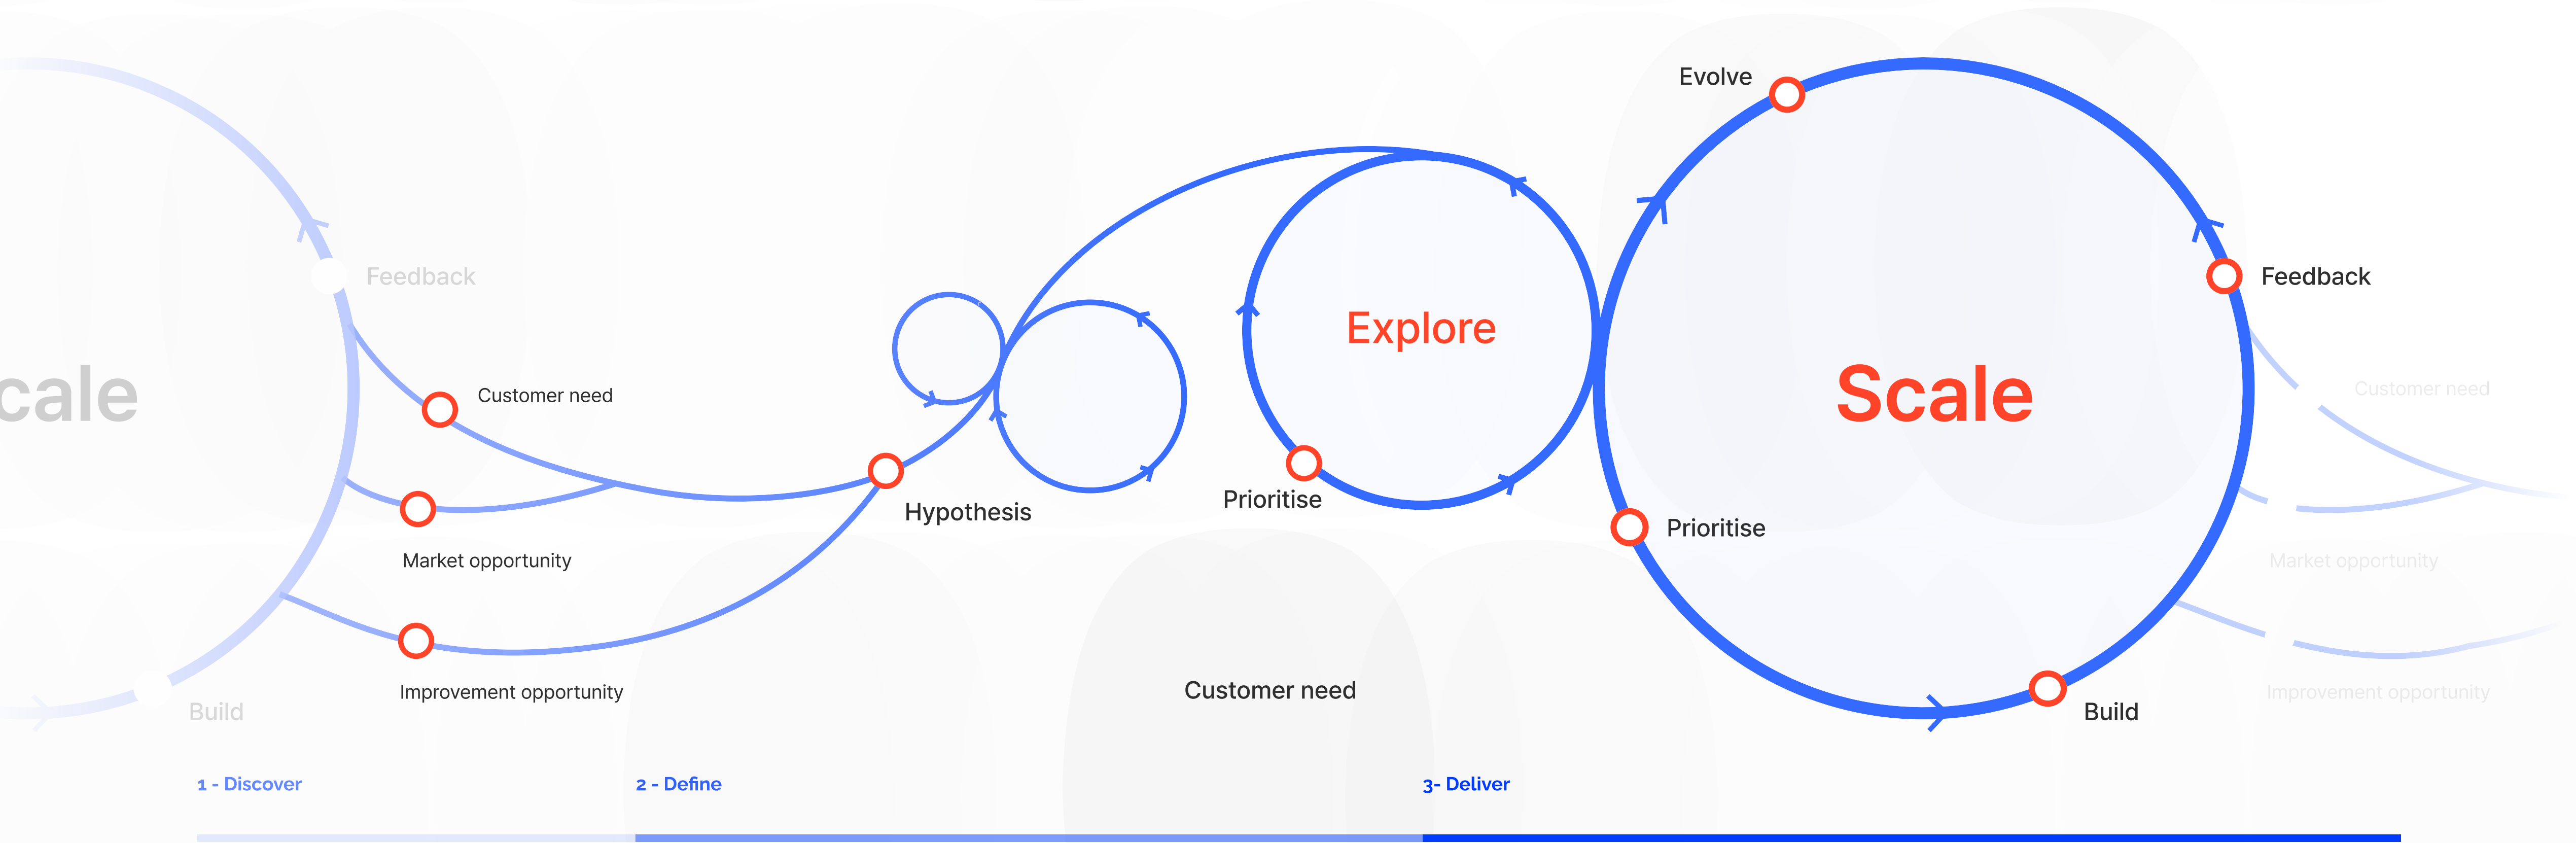 cale
Feedback
Build
Customer need
Market opportunity
Improvement opportunity
Hypothesis
Explore
Prioritise
Customer need
Evolve
Scale
Prioritise
Feedback
Build
Customer need
Market opportunity
Improvement opportunity
1 - Discover
2 - Define
3- Deliver